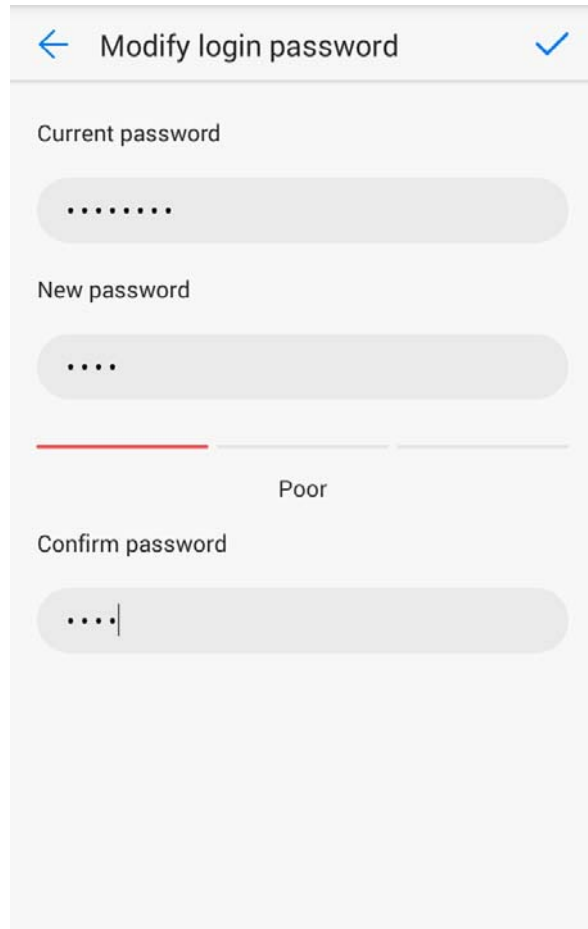 Modify login password
Current password
••••••••
New password
••••
Poor
Confirm password
••••